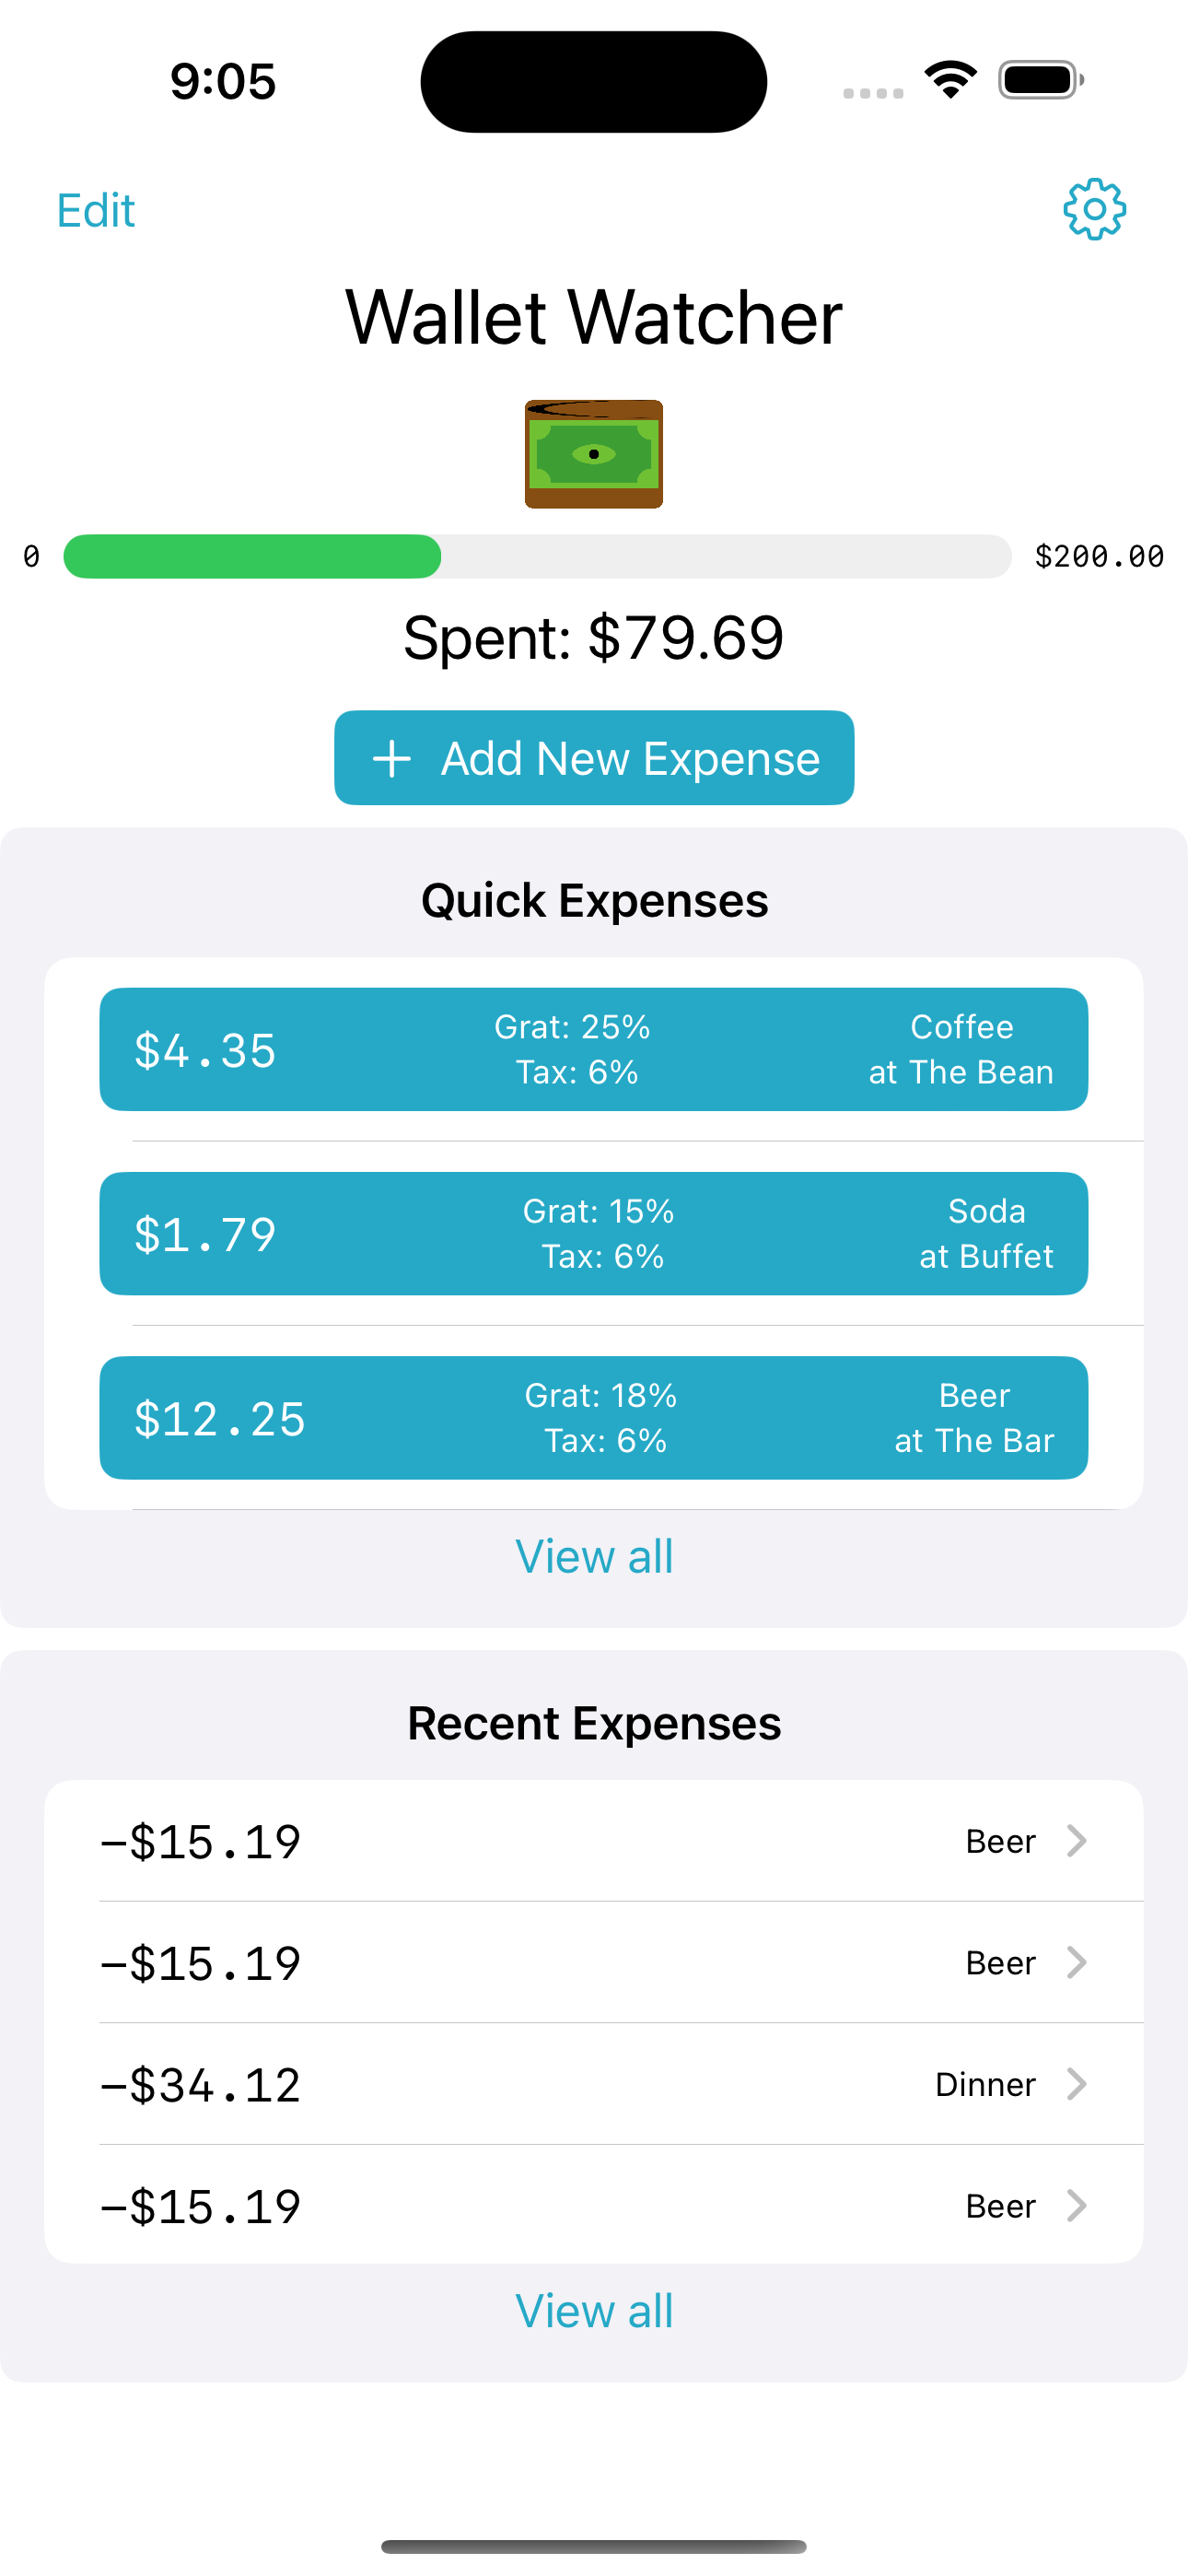 9:05
Edit
Wallet Watcher
0 $200.00
Spent: $79.69
+ Add New Expense
Quick Expenses
$4.35
Grat: 25%
Tax: 6%
Coffee
at The Bean
$1.79
Grat: 15%
Tax: 6%
Soda
at Buffet
$12.25
Grat: 18%
Tax: 6%
Beer
at The Bar
View all
Recent Expenses
−$15.19 Beer
−$15.19 Beer
−$34.12 Dinner
−$15.19 Beer
View all